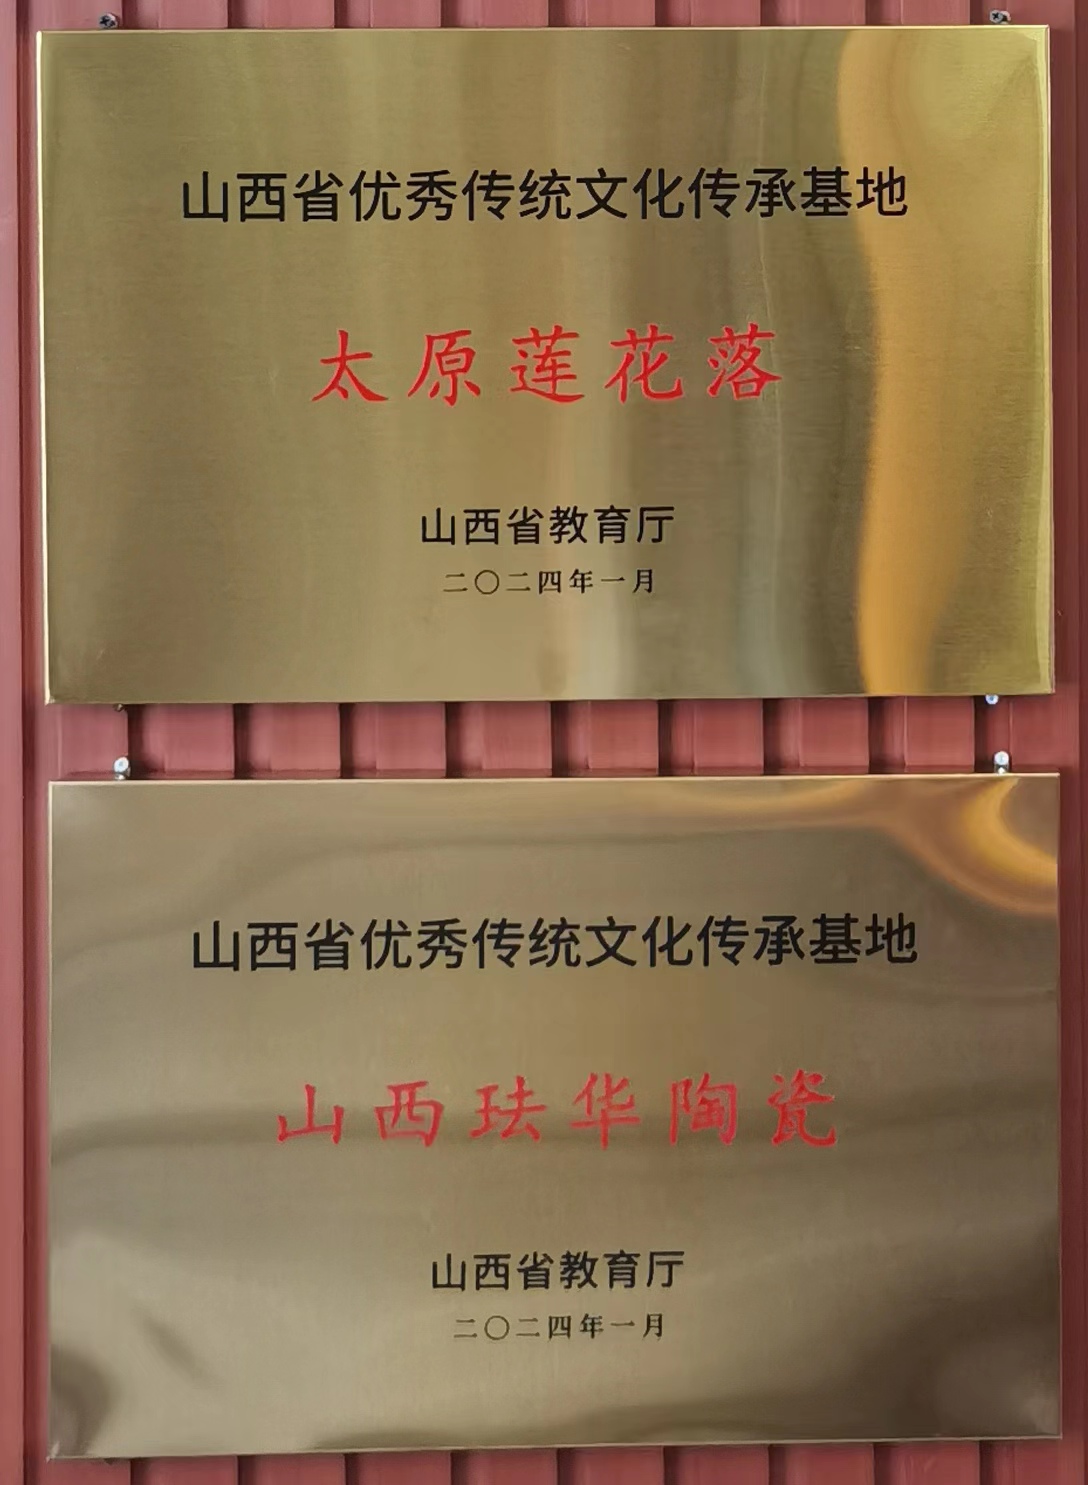 山西省优秀传统文化传承基地
太原莲花落
山西省教育厅
二〇二四年一月
山西省优秀传统文化传承基地
山西珐华陶瓷
山西省教育厅
二〇二四年一月